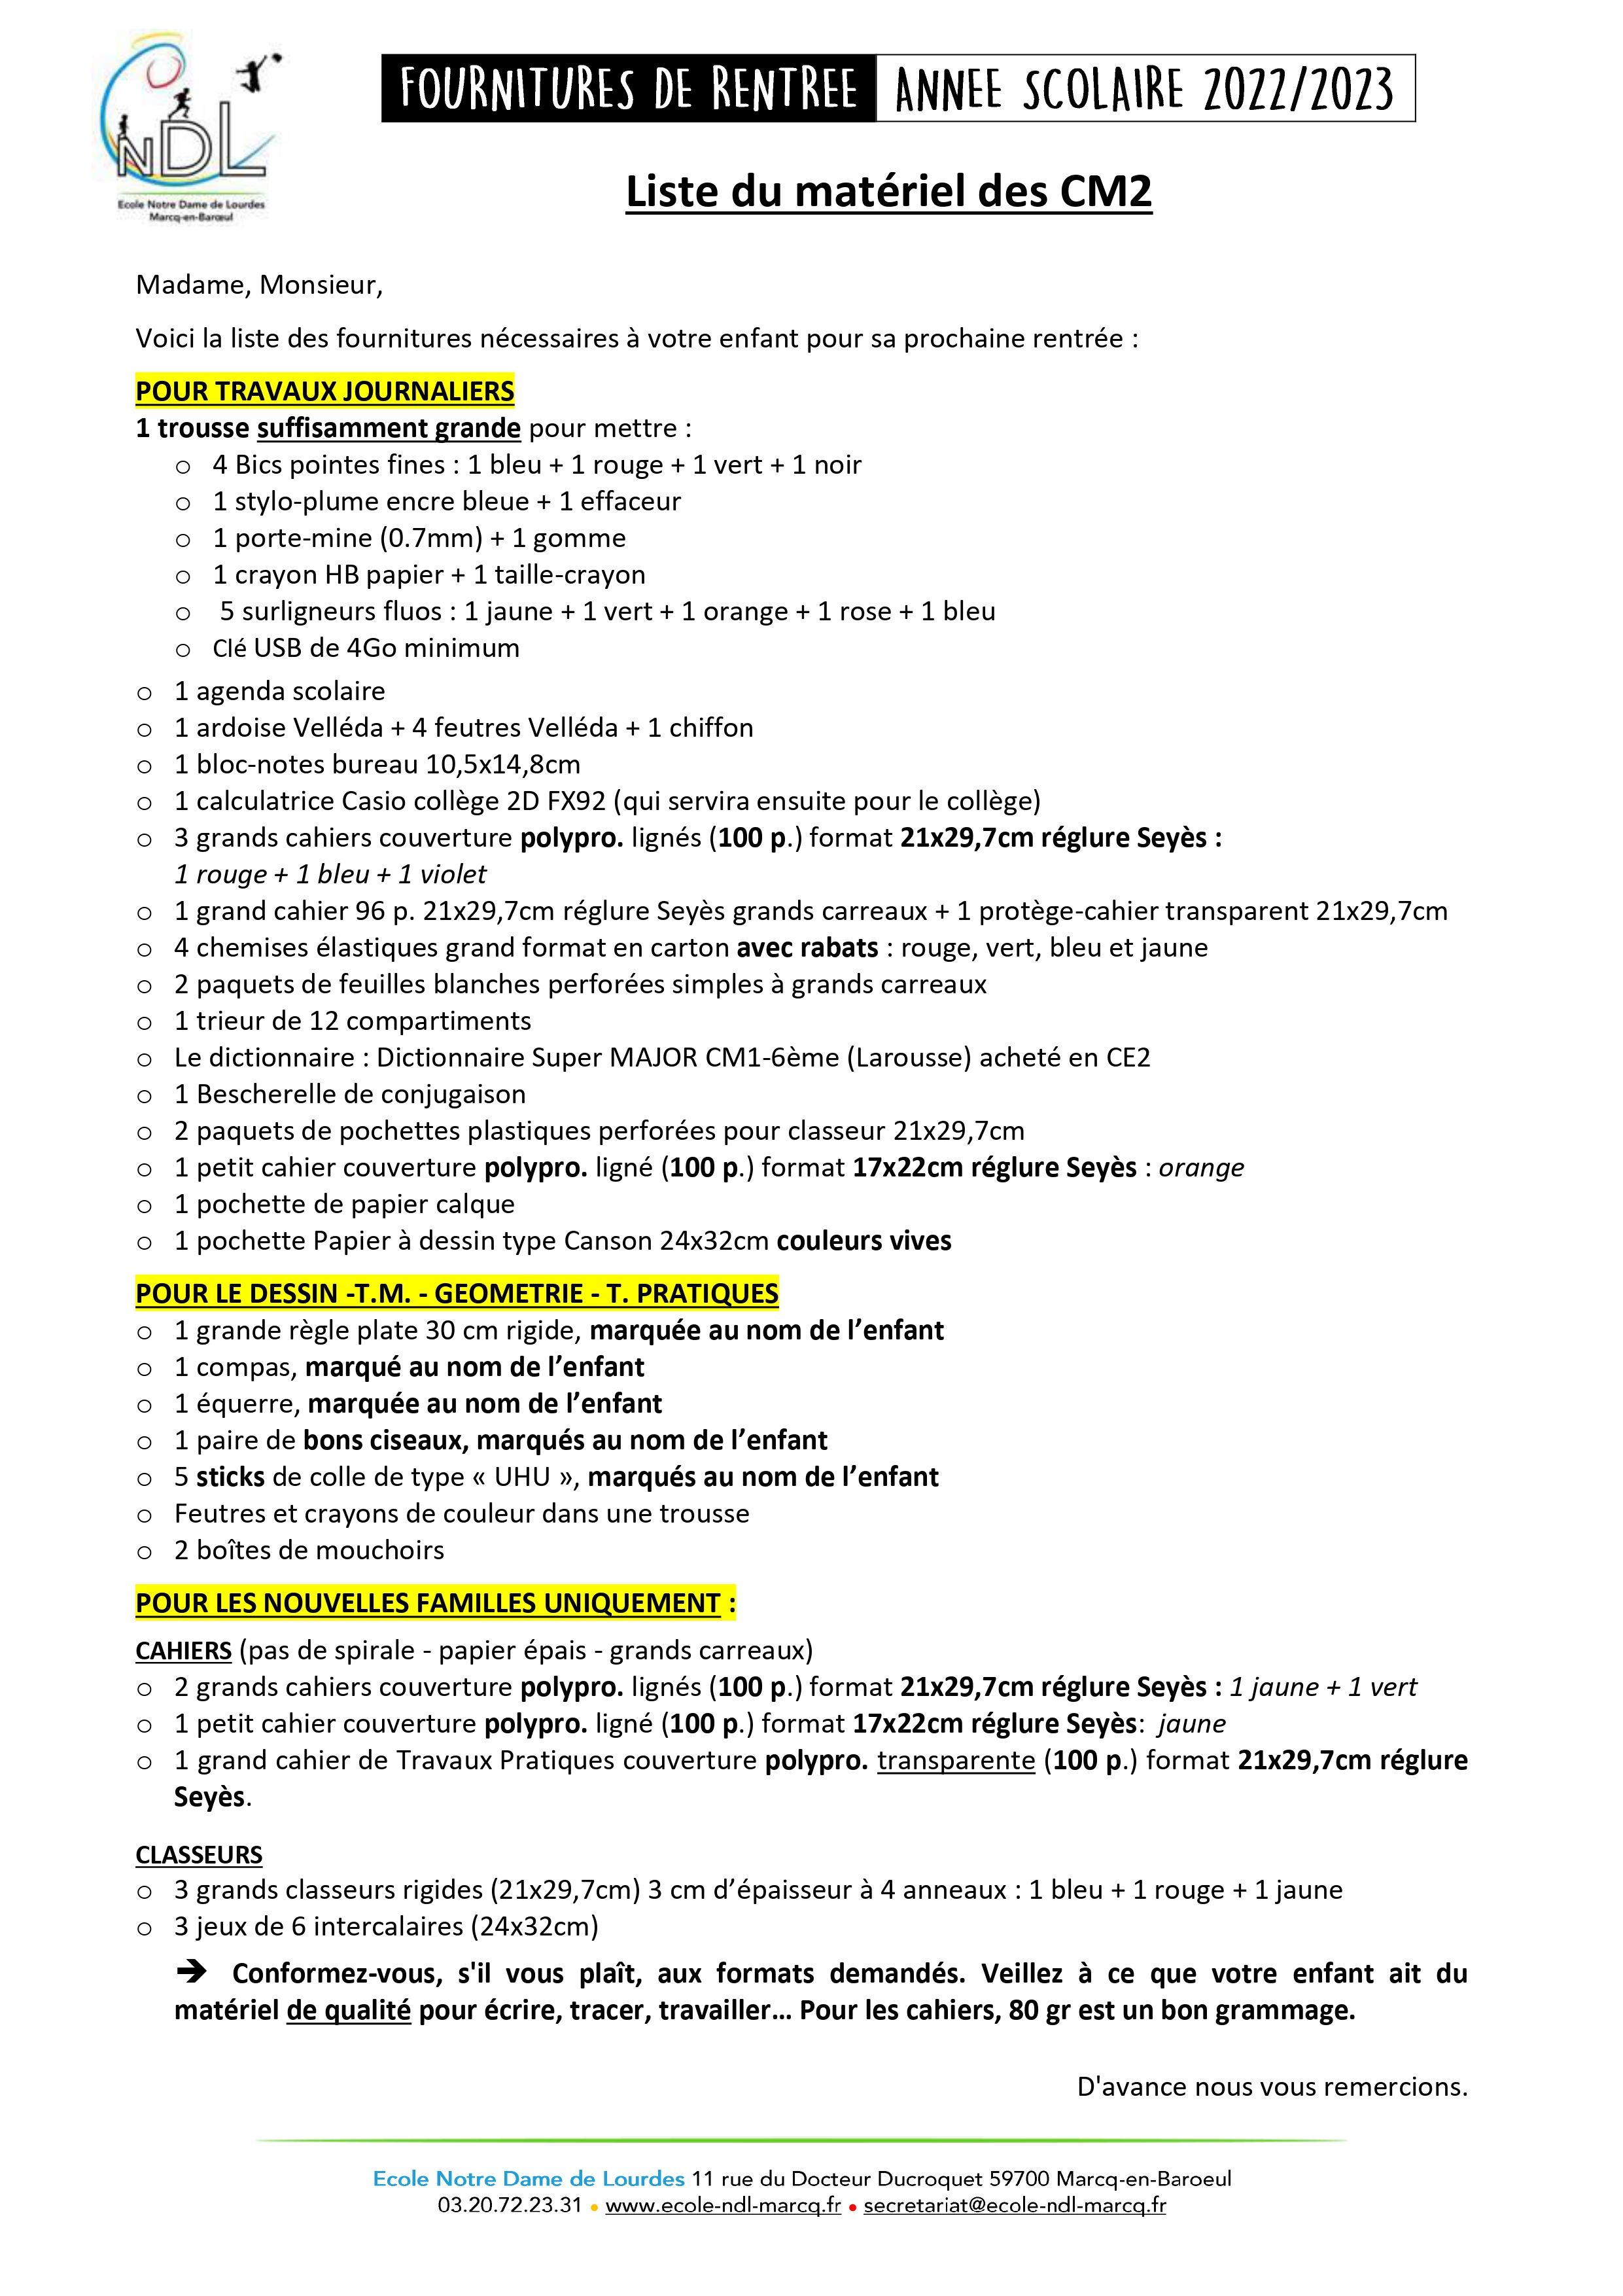 NDL
Ecole Notre Dame de Lourdes
Marcq-en-Barœul
FOURNITURES DE RENTREE ANNEE SCOLAIRE 2022/2023
Liste du matériel des CM2
Madame, Monsieur,
Voici la liste des fournitures nécessaires à votre enfant pour sa prochaine rentrée :
POUR TRAVAUX JOURNALIERS
1 trousse suffisamment grande pour mettre :
o 4 Bics pointes fines : 1 bleu + 1 rouge + 1 vert + 1 noir
o 1 stylo-plume encre bleue + 1 effaceur
o 1 porte-mine (0.7mm) + 1 gomme
o 1 crayon HB papier + 1 taille-crayon
o 5 surligneurs fluos : 1 jaune + 1 vert + 1 orange + 1 rose + 1 bleu
o Clé USB de 4Go minimum
o 1 agenda scolaire
o 1 ardoise Velléda + 4 feutres Velléda + 1 chiffon
o 1 bloc-notes bureau 10,5x14,8cm
o 1 calculatrice Casio collège 2D FX92 (qui servira ensuite pour le collège)
o 3 grands cahiers couverture polypro. lignés (100 p.) format 21x29,7cm réglure Seyès :
1 rouge + 1 bleu + 1 violet
o 1 grand cahier 96 p. 21x29,7cm réglure Seyès grands carreaux + 1 protège-cahier transparent 21x29,7cm
o 4 chemises élastiques grand format en carton avec rabats : rouge, vert, bleu et jaune
o 2 paquets de feuilles blanches perforées simples à grands carreaux
o 1 trieur de 12 compartiments
o Le dictionnaire : Dictionnaire Super MAJOR CM1-6ème (Larousse) acheté en CE2
o 1 Bescherelle de conjugaison
o 2 paquets de pochettes plastiques perforées pour classeur 21x29,7cm
o 1 petit cahier couverture polypro. ligné (100 p.) format 17x22cm réglure Seyès : orange
o 1 pochette de papier calque
o 1 pochette Papier à dessin type Canson 24x32cm couleurs vives
POUR LE DESSIN -T.M. - GEOMETRIE - T. PRATIQUES
o 1 grande règle plate 30 cm rigide, marquée au nom de l’enfant
o 1 compas, marqué au nom de l’enfant
o 1 équerre, marquée au nom de l’enfant
o 1 paire de bons ciseaux, marqués au nom de l’enfant
o 5 sticks de colle de type « UHU », marqués au nom de l’enfant
o Feutres et crayons de couleur dans une trousse
o 2 boîtes de mouchoirs
POUR LES NOUVELLES FAMILLES UNIQUEMENT :
CAHIERS (pas de spirale - papier épais - grands carreaux)
o 2 grands cahiers couverture polypro. lignés (100 p.) format 21x29,7cm réglure Seyès : 1 jaune + 1 vert
o 1 petit cahier couverture polypro. ligné (100 p.) format 17x22cm réglure Seyès: jaune
o 1 grand cahier de Travaux Pratiques couverture polypro. transparente (100 p.) format 21x29,7cm réglure
Seyès.
CLASSEURS
o 3 grands classeurs rigides (21x29,7cm) 3 cm d’épaisseur à 4 anneaux : 1 bleu + 1 rouge + 1 jaune
o 3 jeux de 6 intercalaires (24x32cm)
➔ Conformez-vous, s'il vous plaît, aux formats demandés. Veillez à ce que votre enfant ait du
matériel de qualité pour écrire, tracer, travailler… Pour les cahiers, 80 gr est un bon grammage.
D'avance nous vous remercions.
Ecole Notre Dame de Lourdes 11 rue du Docteur Ducroquet 59700 Marcq-en-Baroeul
03.20.72.23.31 • www.ecole-ndl-marcq.fr • secretariat@ecole-ndl-marcq.fr